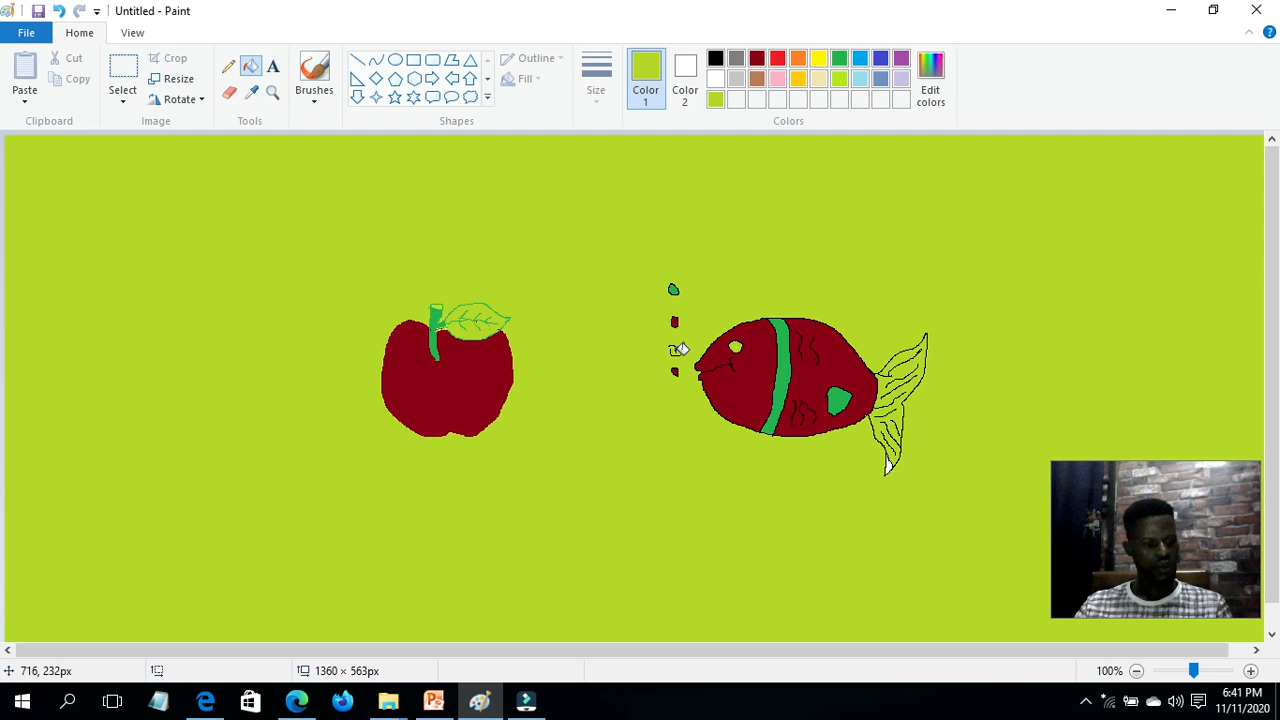 Untitled - Paint
File
Home
View
Paste
Cut
Copy
Clipboard
Select
Crop
Resize
Rotate
Image
A
Tools
Brushes
Outline
Fill
Shapes
Size
Color
1
Color
2
Edit
colors
Colors
716, 232px
1360 × 563px
100%
6:41 PM
11/11/2020